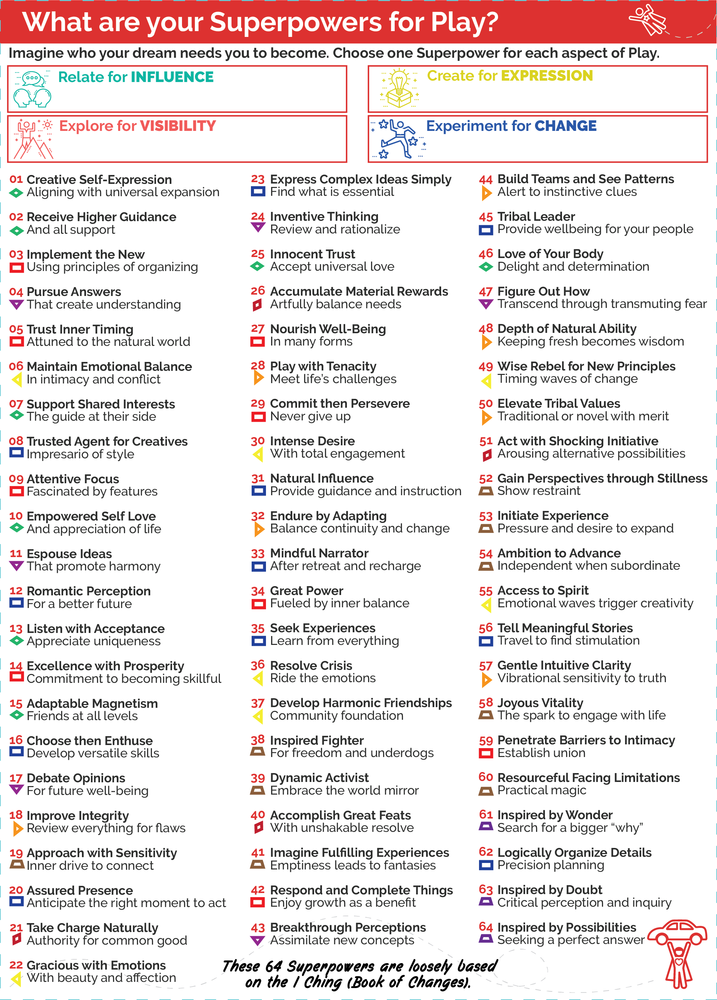 What are your Superpowers for Play?
Imagine who your dream needs you to become. Choose one Superpower for each aspect of Play.
Relate for INFLUENCE
Create for EXPRESSION
Explore for VISIBILITY
Experiment for CHANGE
01 Creative Self-Expression
Aligning with universal expansion
02 Receive Higher Guidance
And all support
03 Implement the New
Using principles of organizing
04 Pursue Answers
That create understanding
05 Trust Inner Timing
Attuned to the natural world
06 Maintain Emotional Balance
In intimacy and conflict
07 Support Shared Interests
The guide at their side
08 Trusted Agent for Creatives
Impresario of style
09 Attentive Focus
Fascinated by features
10 Empowered Self Love
And appreciation of life
11 Espouse Ideas
That promote harmony
12 Romantic Perception
For a better future
13 Listen with Acceptance
Appreciate uniqueness
14 Excellence with Prosperity
Commitment to becoming skillful
15 Adaptable Magnetism
Friends at all levels
16 Choose then Enthuse
Develop versatile skills
17 Debate Opinions
For future well-being
18 Improve Integrity
Review everything for flaws
19 Approach with Sensitivity
Inner drive to connect
20 Assured Presence
Anticipate the right moment to act
21 Take Charge Naturally
Authority for common good
22 Gracious with Emotions
With beauty and affection
23 Express Complex Ideas Simply
Find what is essential
24 Inventive Thinking
Review and rationalize
25 Innocent Trust
Accept universal love
26 Accumulate Material Rewards
Artfully balance needs
27 Nourish Well-Being
In many forms
28 Play with Tenacity
Meet life's challenges
29 Commit then Persevere
Never give up
30 Intense Desire
With total engagement
31 Natural Influence
Provide guidance and instruction
32 Endure by Adapting
Balance continuity and change
33 Mindful Narrator
After retreat and recharge
34 Great Power
Fueled by inner balance
35 Seek Experiences
Learn from everything
36 Resolve Crisis
Ride the emotions
37 Develop Harmonic Friendships
Community foundation
38 Inspired Fighter
For freedom and underdogs
39 Dynamic Activist
Embrace the world mirror
40 Accomplish Great Feats
With unshakable resolve
41 Imagine Fulfilling Experiences
Emptiness leads to fantasies
42 Respond and Complete Things
Enjoy growth as a benefit
43 Breakthrough Perceptions
Assimilate new concepts
44 Build Teams and See Patterns
Alert to instinctive clues
45 Tribal Leader
Provide wellbeing for your people
46 Love of Your Body
Delight and determination
47 Figure Out How
Transcend through transmuting fear
48 Depth of Natural Ability
Keeping fresh becomes wisdom
49 Wise Rebel for New Principles
Timing waves of change
50 Elevate Tribal Values
Traditional or novel with merit
51 Act with Shocking Initiative
Arousing alternative possibilities
52 Gain Perspectives through Stillness
Show restraint
53 Initiate Experience
Pressure and desire to expand
54 Ambition to Advance
Independent when subordinate
55 Access to Spirit
Emotional waves trigger creativity
56 Tell Meaningful Stories
Travel to find stimulation
57 Gentle Intuitive Clarity
Vibrational sensitivity to truth
58 Joyous Vitality
The spark to engage with life
59 Penetrate Barriers to Intimacy
Establish union
60 Resourceful Facing Limitations
Practical magic
61 Inspired by Wonder
Search for a bigger “why”
62 Logically Organize Details
Precision planning
63 Inspired by Doubt
Critical perception and inquiry
64 Inspired by Possibilities
Seeking a perfect answer
These 64 Superpowers are loosely based
on the I Ching (Book of Changes).